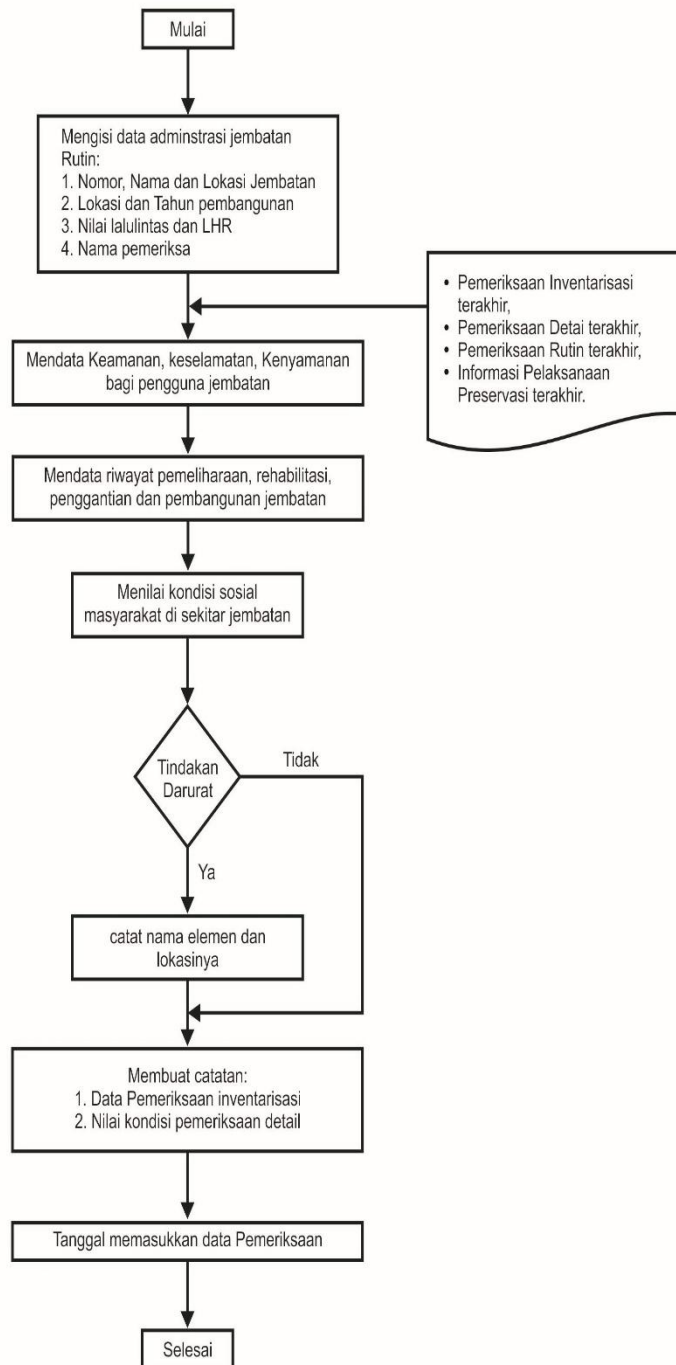 Mulai
Mengisi data adminstrasi jembatan
Rutin:
1. Nomor, Nama dan Lokasi Jembatan
2. Lokasi dan Tahun pembangunan
3. Nilai lalulintas dan LHR
4. Nama pemeriksa
• Pemeriksaan Inventarisasi
terakhir,
• Pemeriksaan Detai terakhir,
• Pemeriksaan Rutin terakhir,
• Informasi Pelaksanaan
Preservasi terakhir.
Mendata Keamanan, keselamatan, Kenyamanan
bagi pengguna jembatan
Mendata riwayat pemeliharaan, rehabilitasi,
penggantian dan pembangunan jembatan
Menilai kondisi sosial
masyarakat di sekitar jembatan
Tindakan
Darurat
Tidak
Ya
catat nama elemen dan
lokasinya
Membuat catatan:
1. Data Pemeriksaan inventarisasi
2. Nilai kondisi pemeriksaan detail
Tanggal memasukkan data Pemeriksaan
Selesai